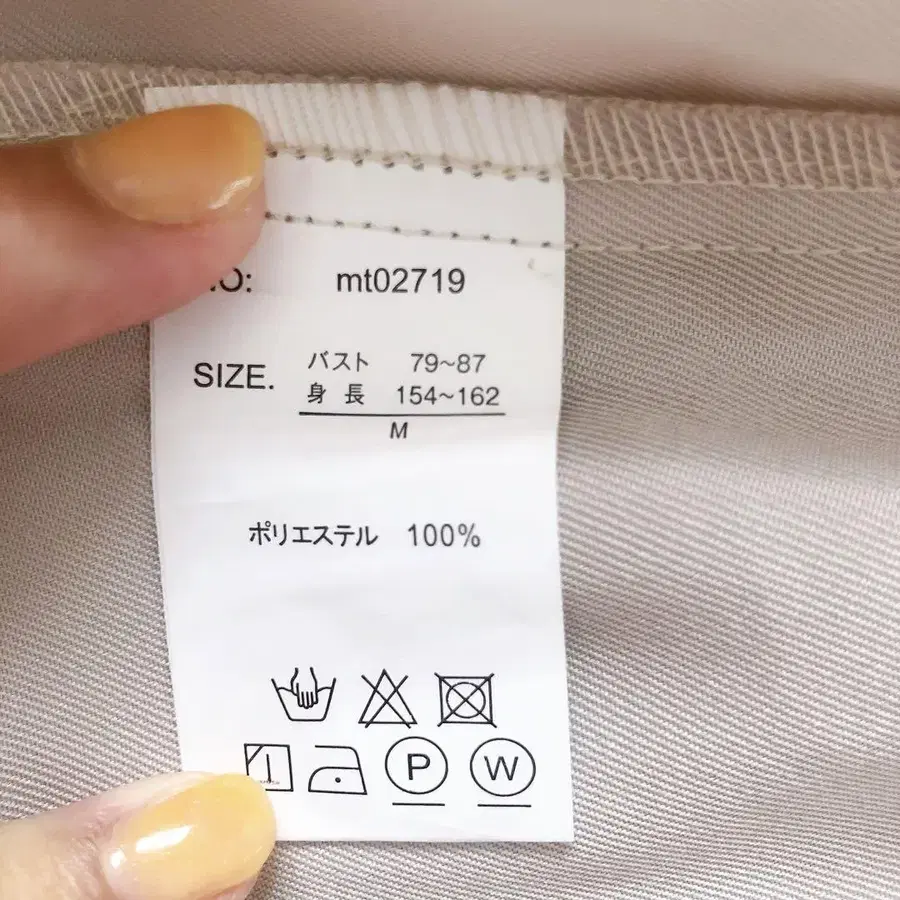 mt02719
SIZE.
バスト 79~87
身長 154~162
M
ポリエステル 100%
P W